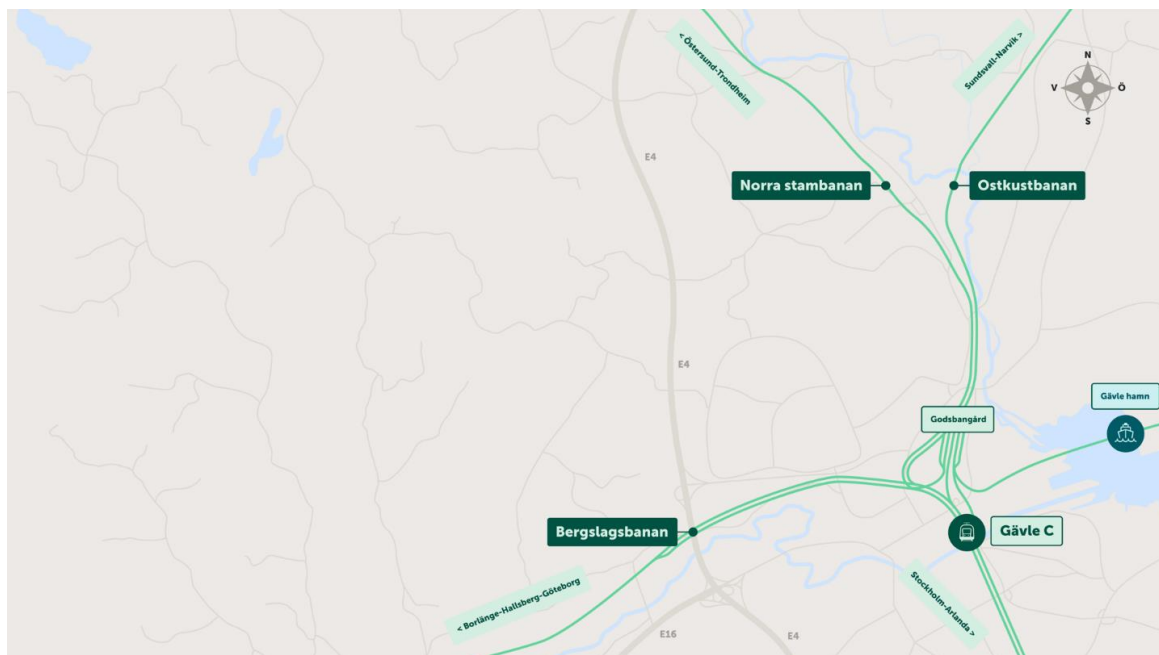 < Östersund-Trondheim
Sundsvall-Narvik >
N
V
Ö
S
E4
Norra stambanan
Ostkustbanan
E4
Gävle hamn
Godsbangård
Bergslagsbanan
Gävle C
< Borlänge-Hallsberg-Göteborg
Stockholm-Arlanda >
E16
E4